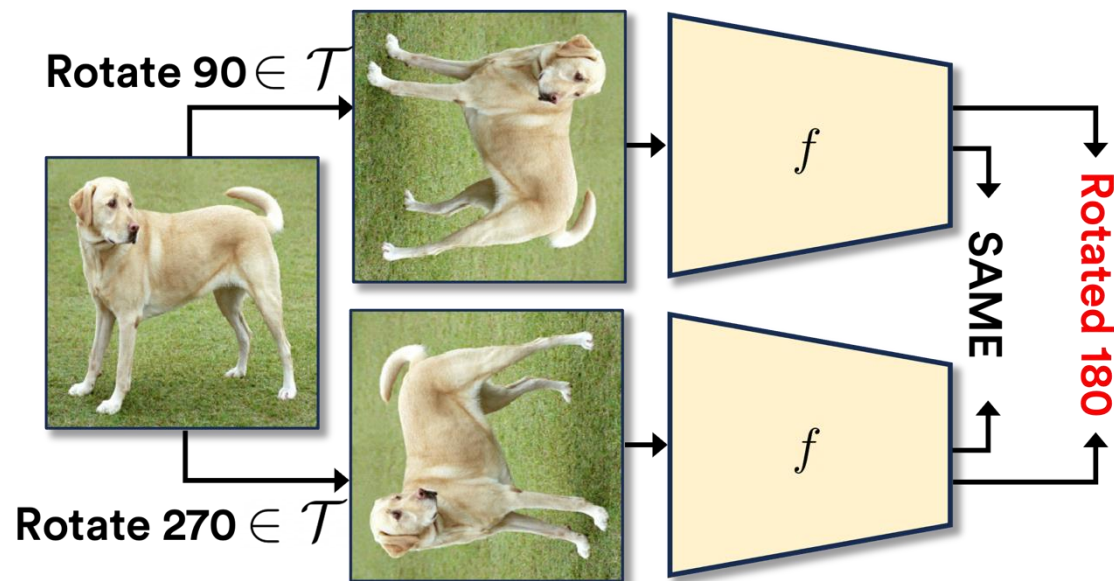 Rotate 90 ∈ 𝒯
f
SAME
Rotated 180
f
Rotate 270 ∈ 𝒯